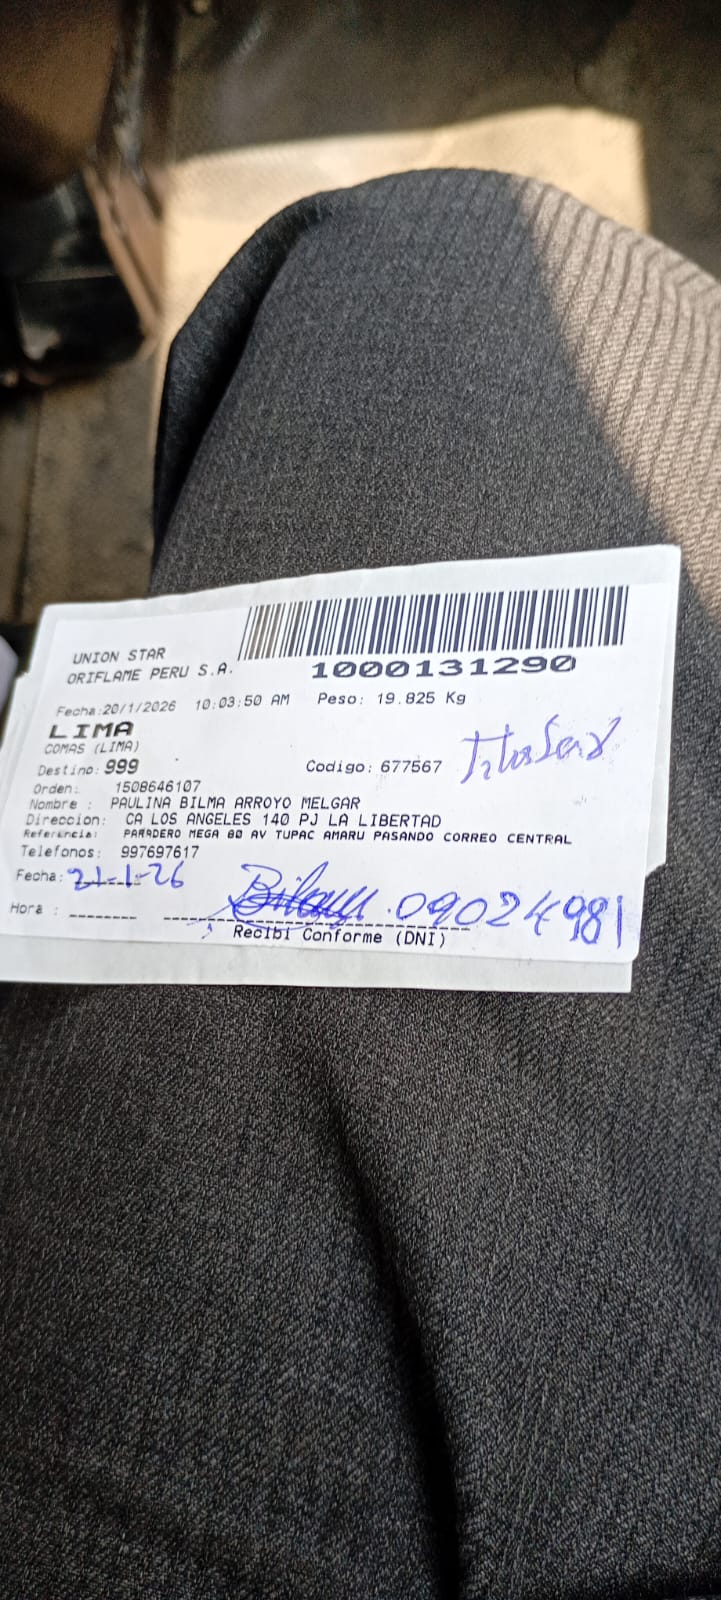 UNION STAR
ORIFLAME PERU S.A.
1000131290
Fecha:20/1/2026 10:03:50 AM Peso: 19.825 Kg
LIMA
COMAS (LIMA)
Destino: 999 Codigo: 677567
Orden: 1508646107
Nombre : PAULINA BILMA ARROYO MELGAR
Direccion: CA LOS ANGELES 140 PJ LA LIBERTAD
Referencia: PARADERO MEGA 80 AV TUPAC AMARU PASANDO CORREO CENTRAL
Telefonos: 997697617
Fecha: 21-1-26
09024981
Hora :
Recibi Conforme (DNI)